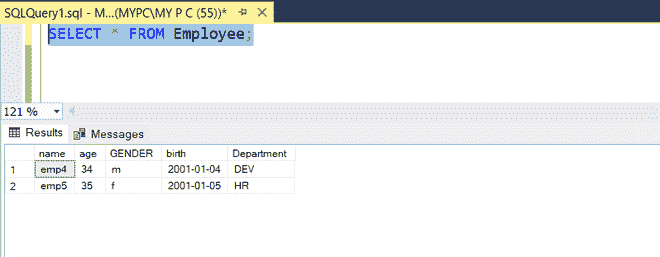 SQLQuery1.sql - M...(MYPC\MY P C (55))*
SELECT * FROM Employee;
121 %
Results Messages
name age GENDER birth Department
1 emp4 34 m 2001-01-04 DEV
2 emp5 35 f 2001-01-05 HR